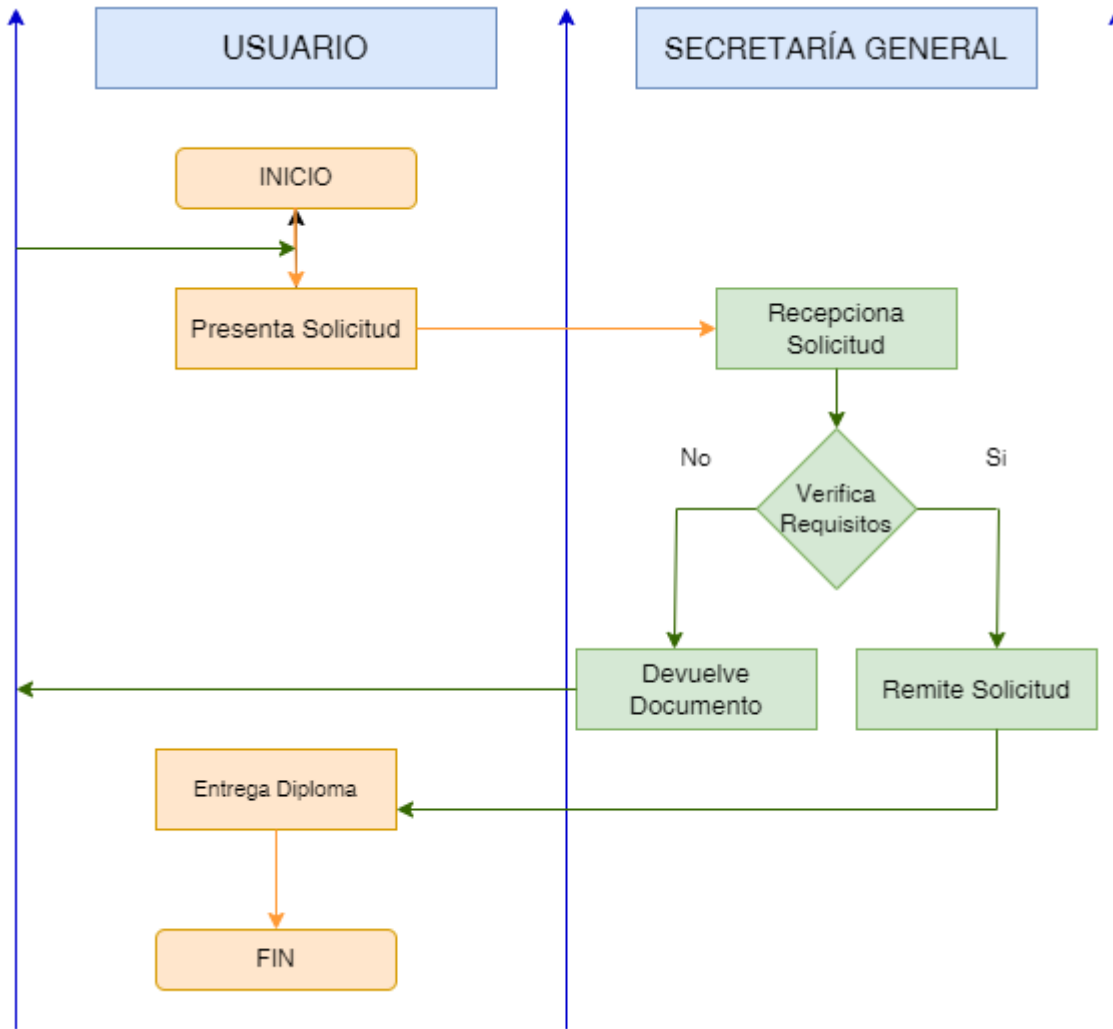 USUARIO
SECRETARÍA GENERAL
INICIO
Presenta Solicitud
Recepciona
Solicitud
No
Si
Verifica
Requisitos
Devuelve
Documento
Remite Solicitud
Entrega Diploma
FIN